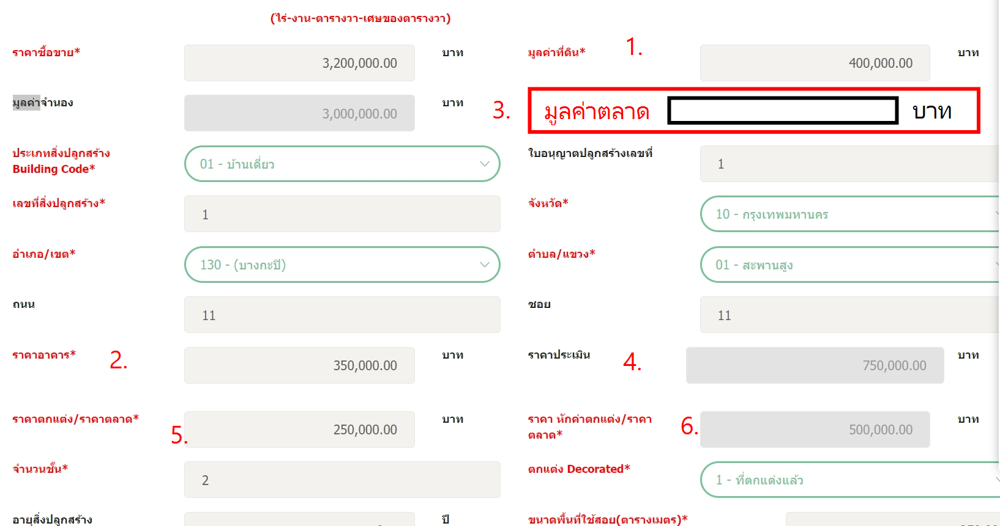 (ไร่-งาน-ตารางวา-เศษของตารางวา)
ราคาซื้อขาย* 3,200,000.00 บาท มูลค่าที่ดิน* 1. 400,000.00 บาท
มูลค่าจำนอง 3,000,000.00 บาท 3. มูลค่าตลาด บาท
ประเภทสิ่งปลูกสร้าง 01 - บ้านเดี่ยว ใบอนุญาตปลูกสร้างเลขที่ 1
Building Code*
เลขที่สิ่งปลูกสร้าง* 1 จังหวัด* 10 - กรุงเทพมหานคร
อำเภอ/เขต* 130 - (บางกะปิ) ตำบล/แขวง* 01 - สะพานสูง
ถนน 11 ซอย 11
ราคาอาคาร* 2. 350,000.00 บาท ราคาประเมิน 4. 750,000.00 บาท
ราคาตกแต่ง/ราคาตลาด* 5. 250,000.00 บาท ราคา หักค่าตกแต่ง/ราคา 6. 500,000.00 บาท
ตลาด*
จำนวนชั้น* 2 ตกแต่ง Decorated* 1 - ที่ตกแต่งแล้ว
อายุสิ่งปลูกสร้าง ปี ขนาดพื้นที่ใช้สอย(ตารางเมตร)*